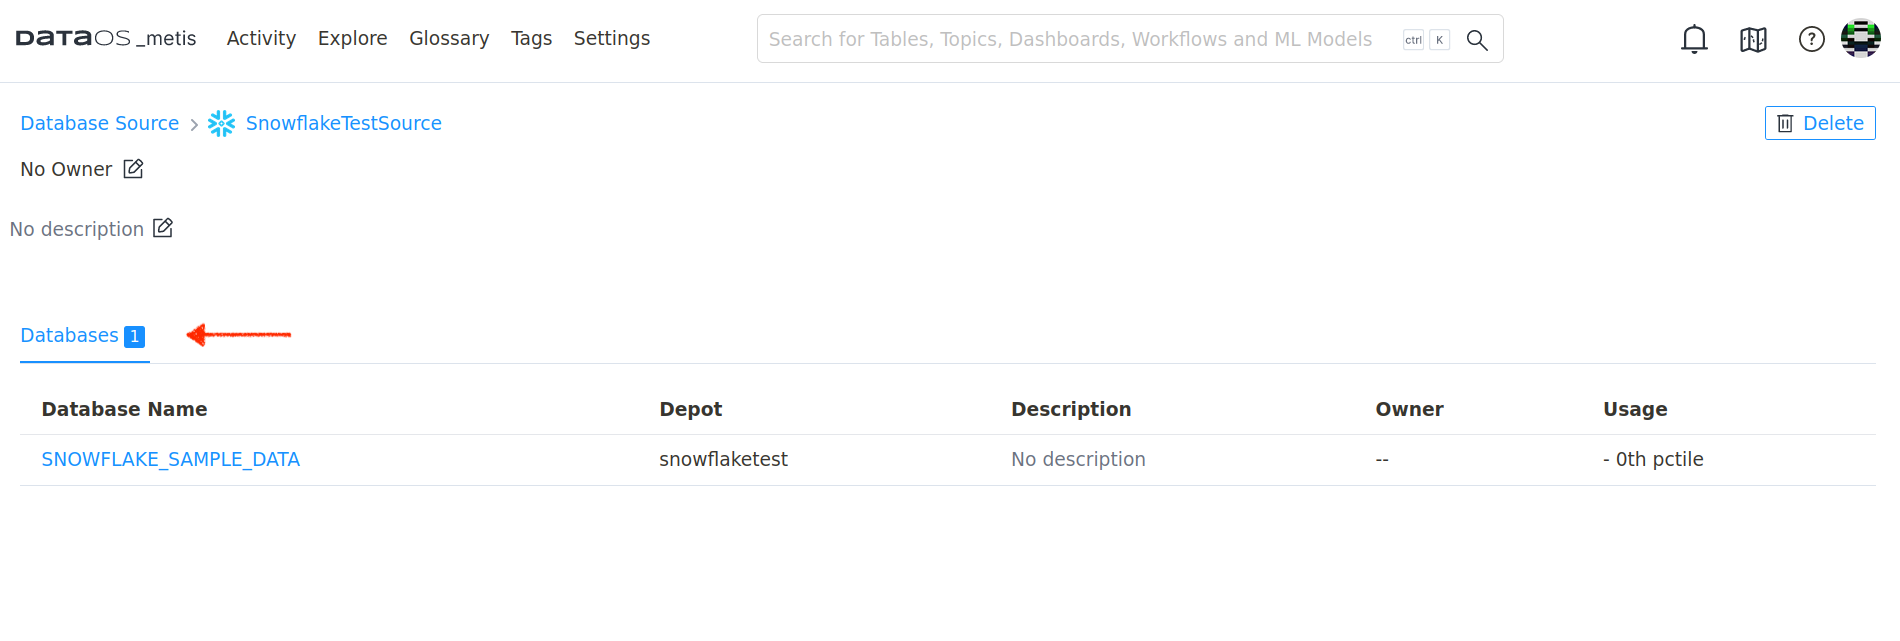 DATAOS _metis Activity Explore Glossary Tags Settings Search for Tables, Topics, Dashboards, Workflows and ML Models ctrl K ?
Database Source > SnowflakeTestSource Delete
No Owner
No description
Databases 1
Database Name Depot Description Owner Usage
SNOWFLAKE_SAMPLE_DATA snowflaketest No description -- - 0th pctile